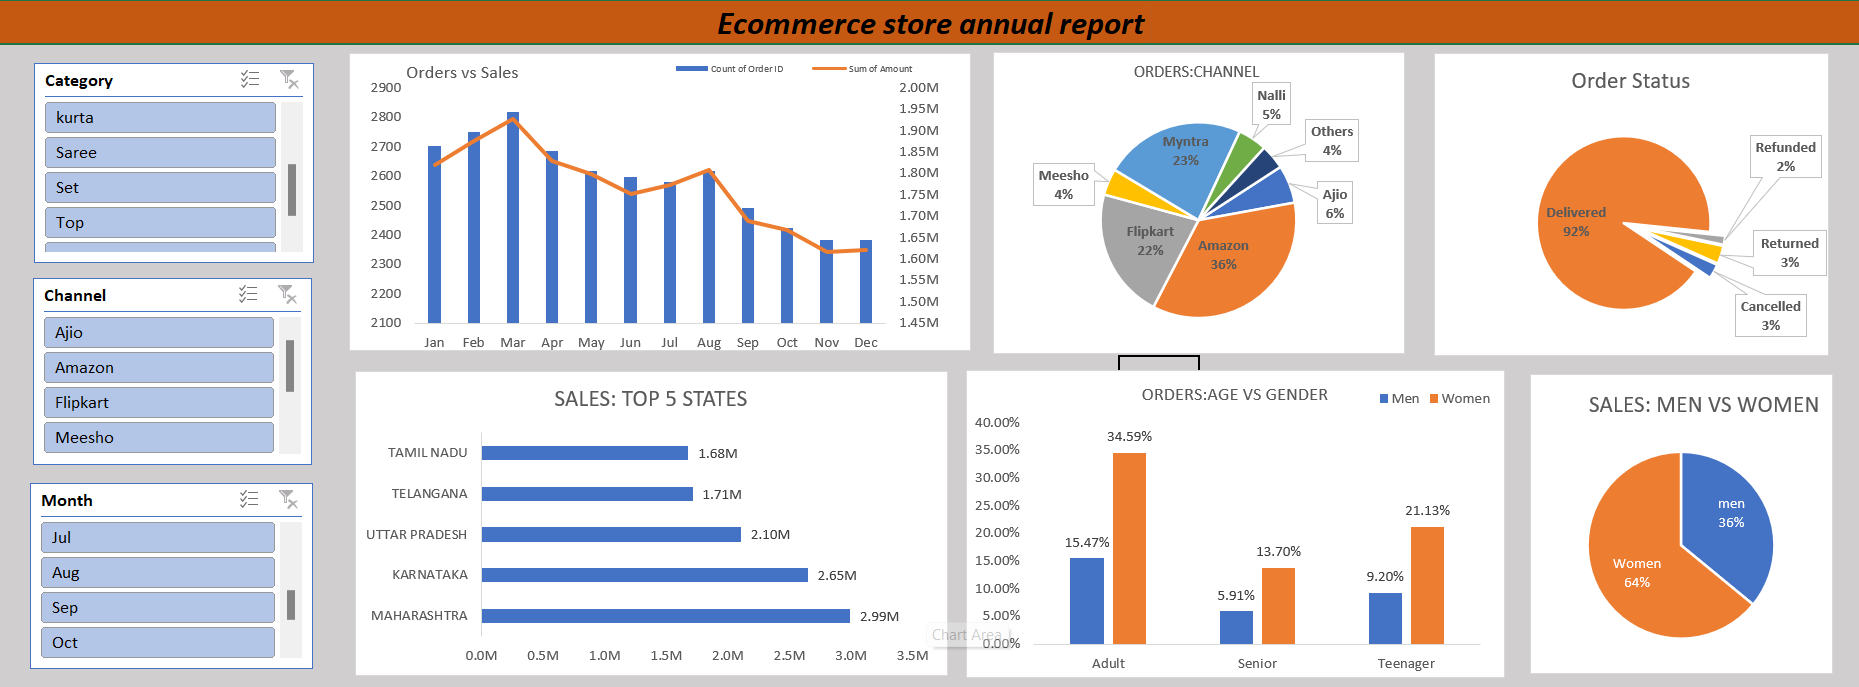 Ecommerce store annual report
Category
kurta
Saree
Set
Top
Channel
Ajio
Amazon
Flipkart
Meesho
Month
Jul
Aug
Sep
Oct
Orders vs Sales
Count of Order ID
Sum of Amount
2900
2800
2700
2600
2500
2400
2300
2200
2100
2.00M
1.95M
1.90M
1.85M
1.80M
1.75M
1.70M
1.65M
1.60M
1.55M
1.50M
1.45M
Jan Feb Mar Apr May Jun Jul Aug Sep Oct Nov Dec
ORDERS:CHANNEL
Nalli
5%
Others
4%
Ajio
6%
Amazon
36%
Flipkart
22%
Meesho
4%
Myntra
23%
Order Status
Delivered
92%
Refunded
2%
Returned
3%
Cancelled
3%
SALES: TOP 5 STATES
TAMIL NADU 1.68M
TELANGANA 1.71M
UTTAR PRADESH 2.10M
KARNATAKA 2.65M
MAHARASHTRA 2.99M
0.0M 0.5M 1.0M 1.5M 2.0M 2.5M 3.0M 3.5M
Chart Area
ORDERS:AGE VS GENDER
Men Women
40.00%
35.00%
30.00%
25.00%
20.00%
15.00%
10.00%
5.00%
0.00%
15.47%
34.59%
5.91%
13.70%
9.20%
21.13%
Adult Senior Teenager
SALES: MEN VS WOMEN
men
36%
Women
64%